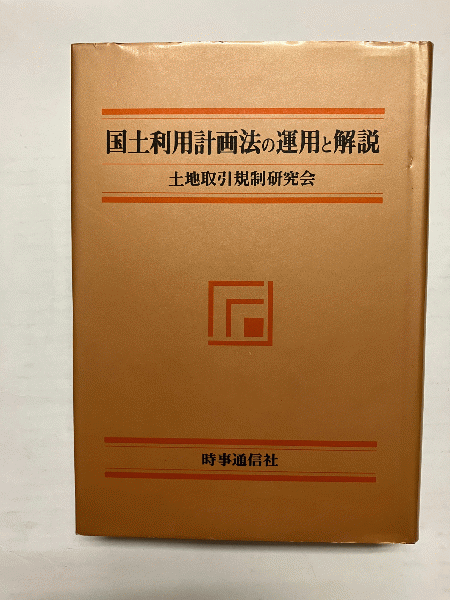 国土利用計画法の運用と解説
土地取引規制研究会
時事通信社